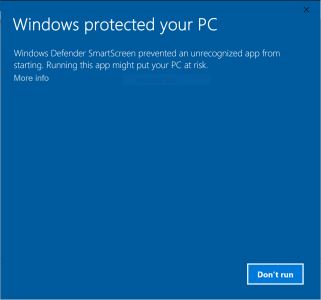 Windows protected your PC
Windows Defender SmartScreen prevented an unrecognized app from
starting. Running this app might put your PC at risk.
More info
Don't run